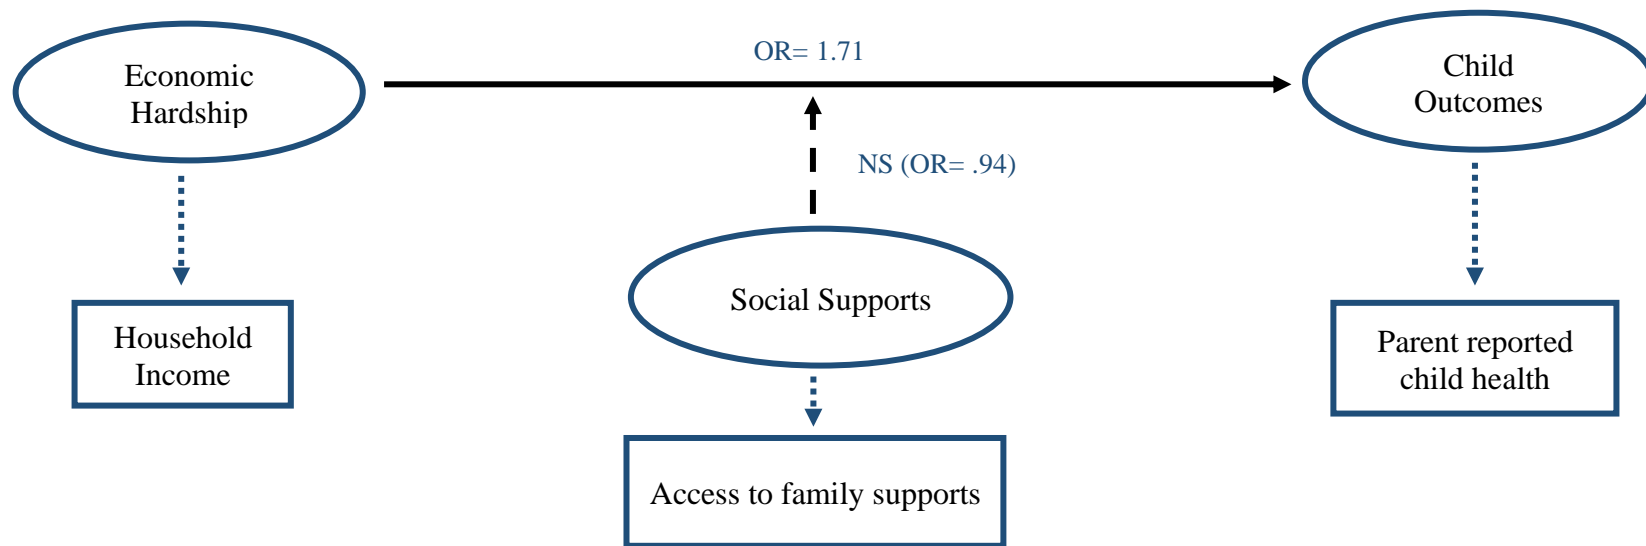 OR= 1.71
Economic
Hardship
Child
Outcomes
NS (OR= .94)
Social Supports
Household
Income
Parent reported
child health
Access to family supports